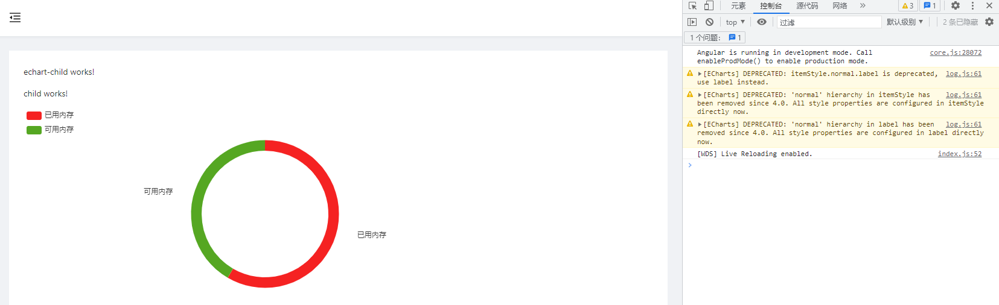 echart-child works!
child works!
已用内存
可用内存
可用内存
已用内存
元素 控制台 源代码 网络 » 3 1
top 过滤 默认级别 2 条已隐藏
1 个问题： 1
Angular is running in development mode. Call core.js:28072
enableProdMode() to enable production mode.
[ECharts] DEPRECATED: itemStyle.normal.label is deprecated, log.js:61
use label instead.
[ECharts] DEPRECATED: 'normal' hierarchy in itemStyle has log.js:61
been removed since 4.0. All style properties are configured in itemStyle
directly now.
[ECharts] DEPRECATED: 'normal' hierarchy in label has been log.js:61
removed since 4.0. All style properties are configured in label directly
now.
[WDS] Live Reloading enabled. index.js:52